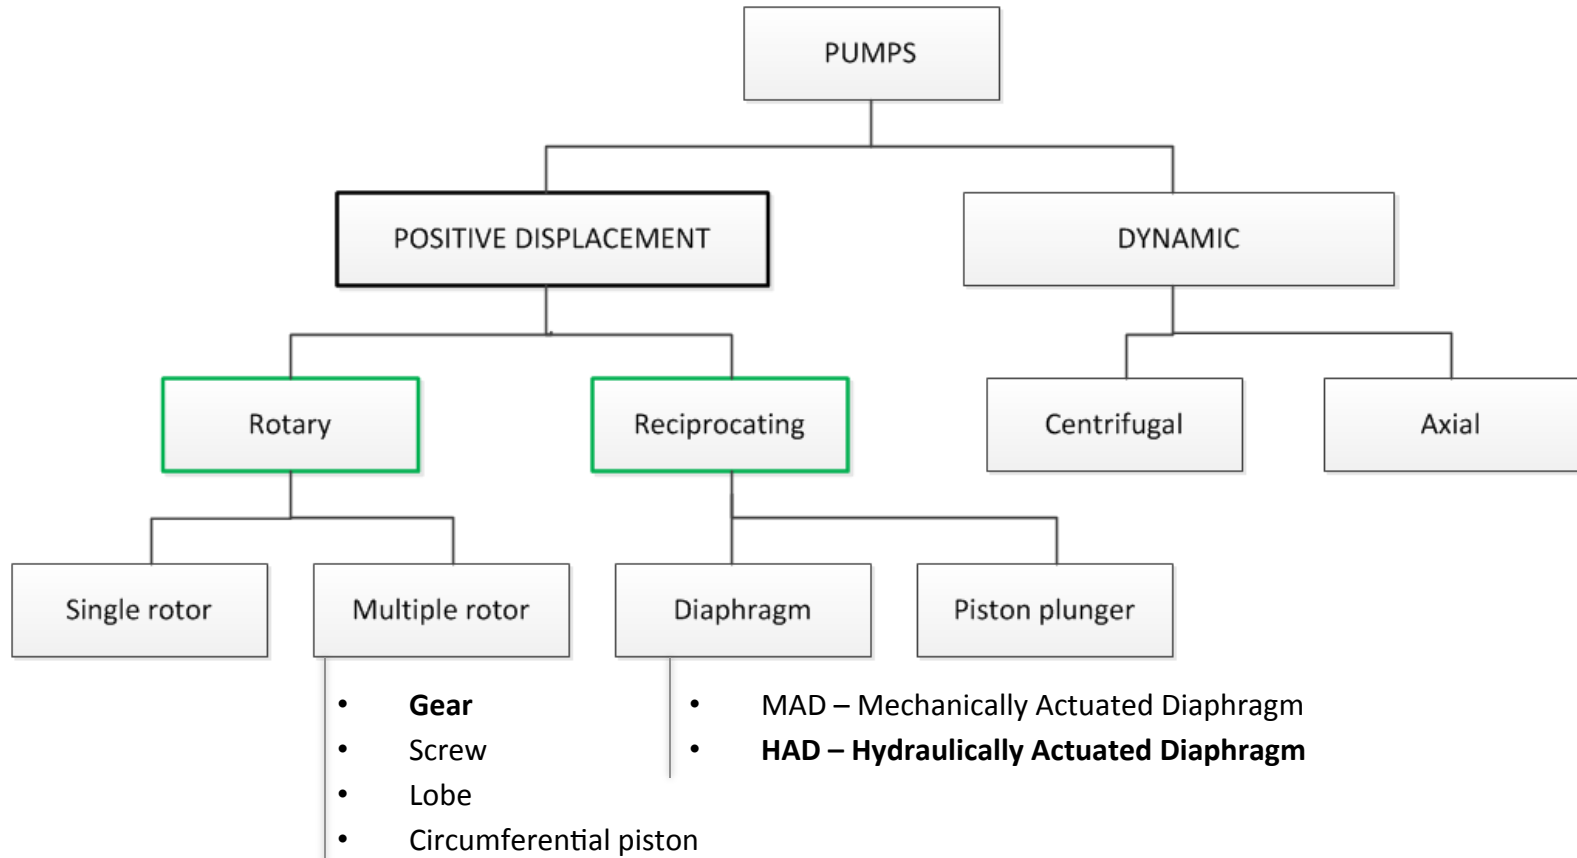 PUMPS
POSITIVE DISPLACEMENT
DYNAMIC
Rotary
Reciprocating
Centrifugal
Axial
Single rotor
Multiple rotor
Diaphragm
Piston plunger
• Gear
• Screw
• Lobe
• Circumferential piston
• MAD – Mechanically Actuated Diaphragm
• HAD – Hydraulically Actuated Diaphragm